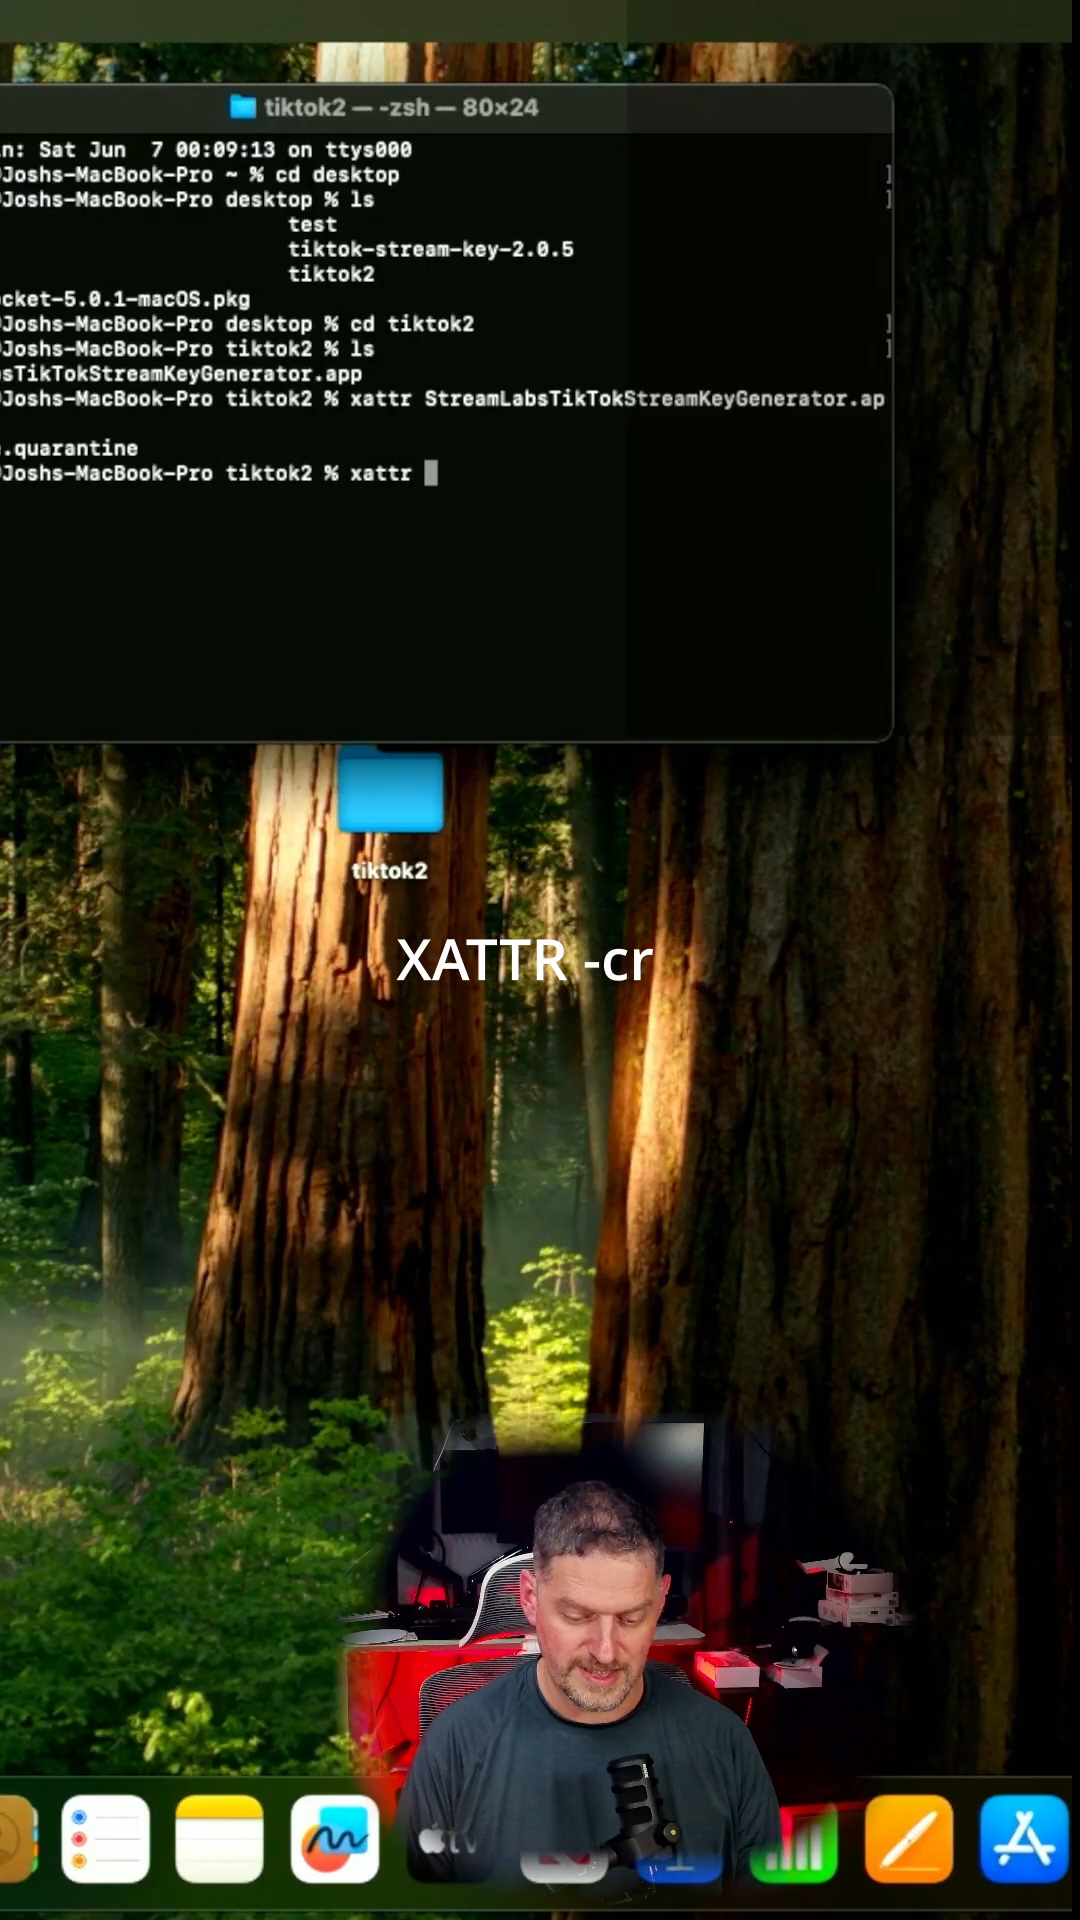 tiktok2 — -zsh — 80×24
n: Sat Jun  7 00:09:13 on ttys000
Joshs-MacBook-Pro ~ % cd desktop
Joshs-MacBook-Pro desktop % ls
test
tiktok-stream-key-2.0.5
tiktok2
cket-5.0.1-macOS.pkg
Joshs-MacBook-Pro desktop % cd tiktok2
Joshs-MacBook-Pro tiktok2 % ls
sTikTokStreamKeyGenerator.app
Joshs-MacBook-Pro tiktok2 % xattr StreamLabsTikTokStreamKeyGenerator.ap
.quarantine
Joshs-MacBook-Pro tiktok2 % xattr
tiktok2
XATTR -cr
tv